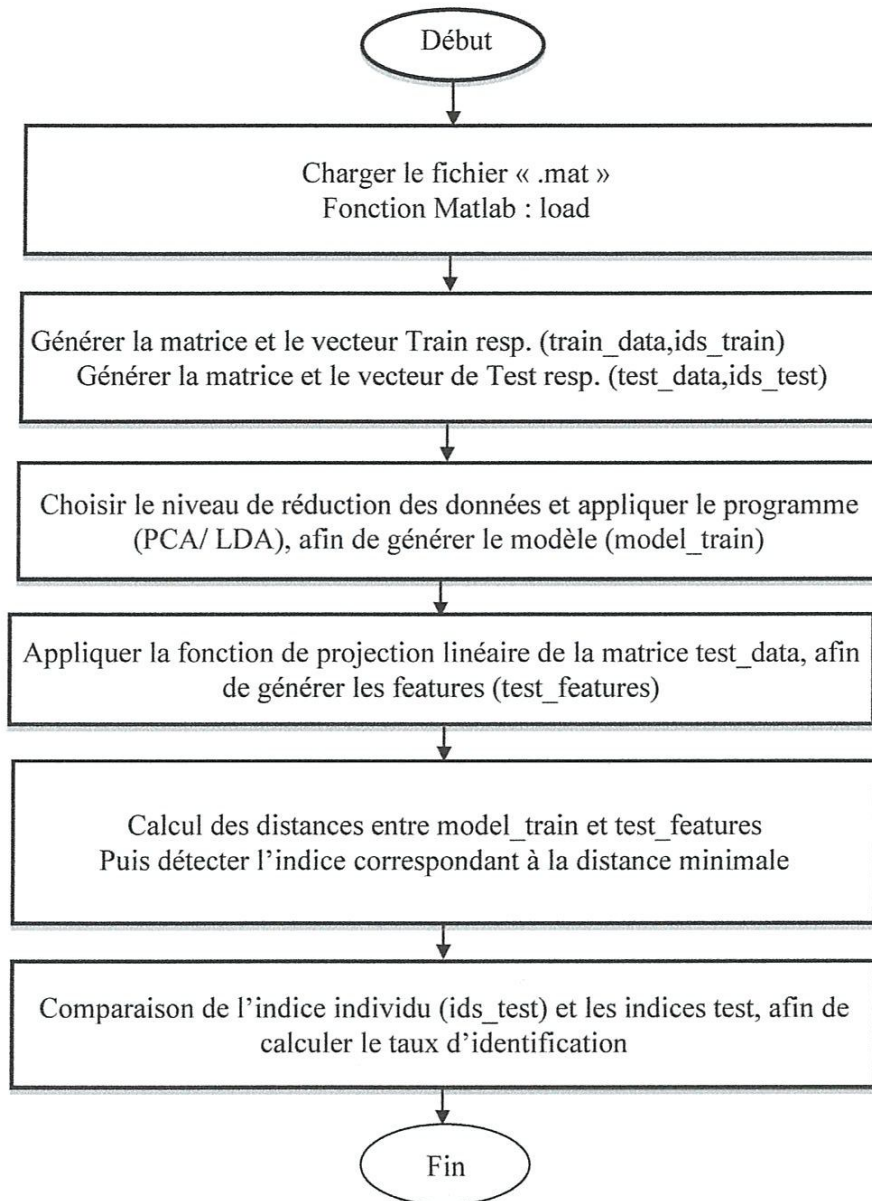 Début
Charger le fichier « .mat »
Fonction Matlab : load
Générer la matrice et le vecteur Train resp. (train_data,ids_train)
Générer la matrice et le vecteur de Test resp. (test_data,ids_test)
Choisir le niveau de réduction des données et appliquer le programme
(PCA/ LDA), afin de générer le modèle (model_train)
Appliquer la fonction de projection linéaire de la matrice test_data, afin
de générer les features (test_features)
Calcul des distances entre model_train et test_features
Puis détecter l’indice correspondant à la distance minimale
Comparaison de l’indice individu (ids_test) et les indices test, afin de
calculer le taux d’identification
Fin